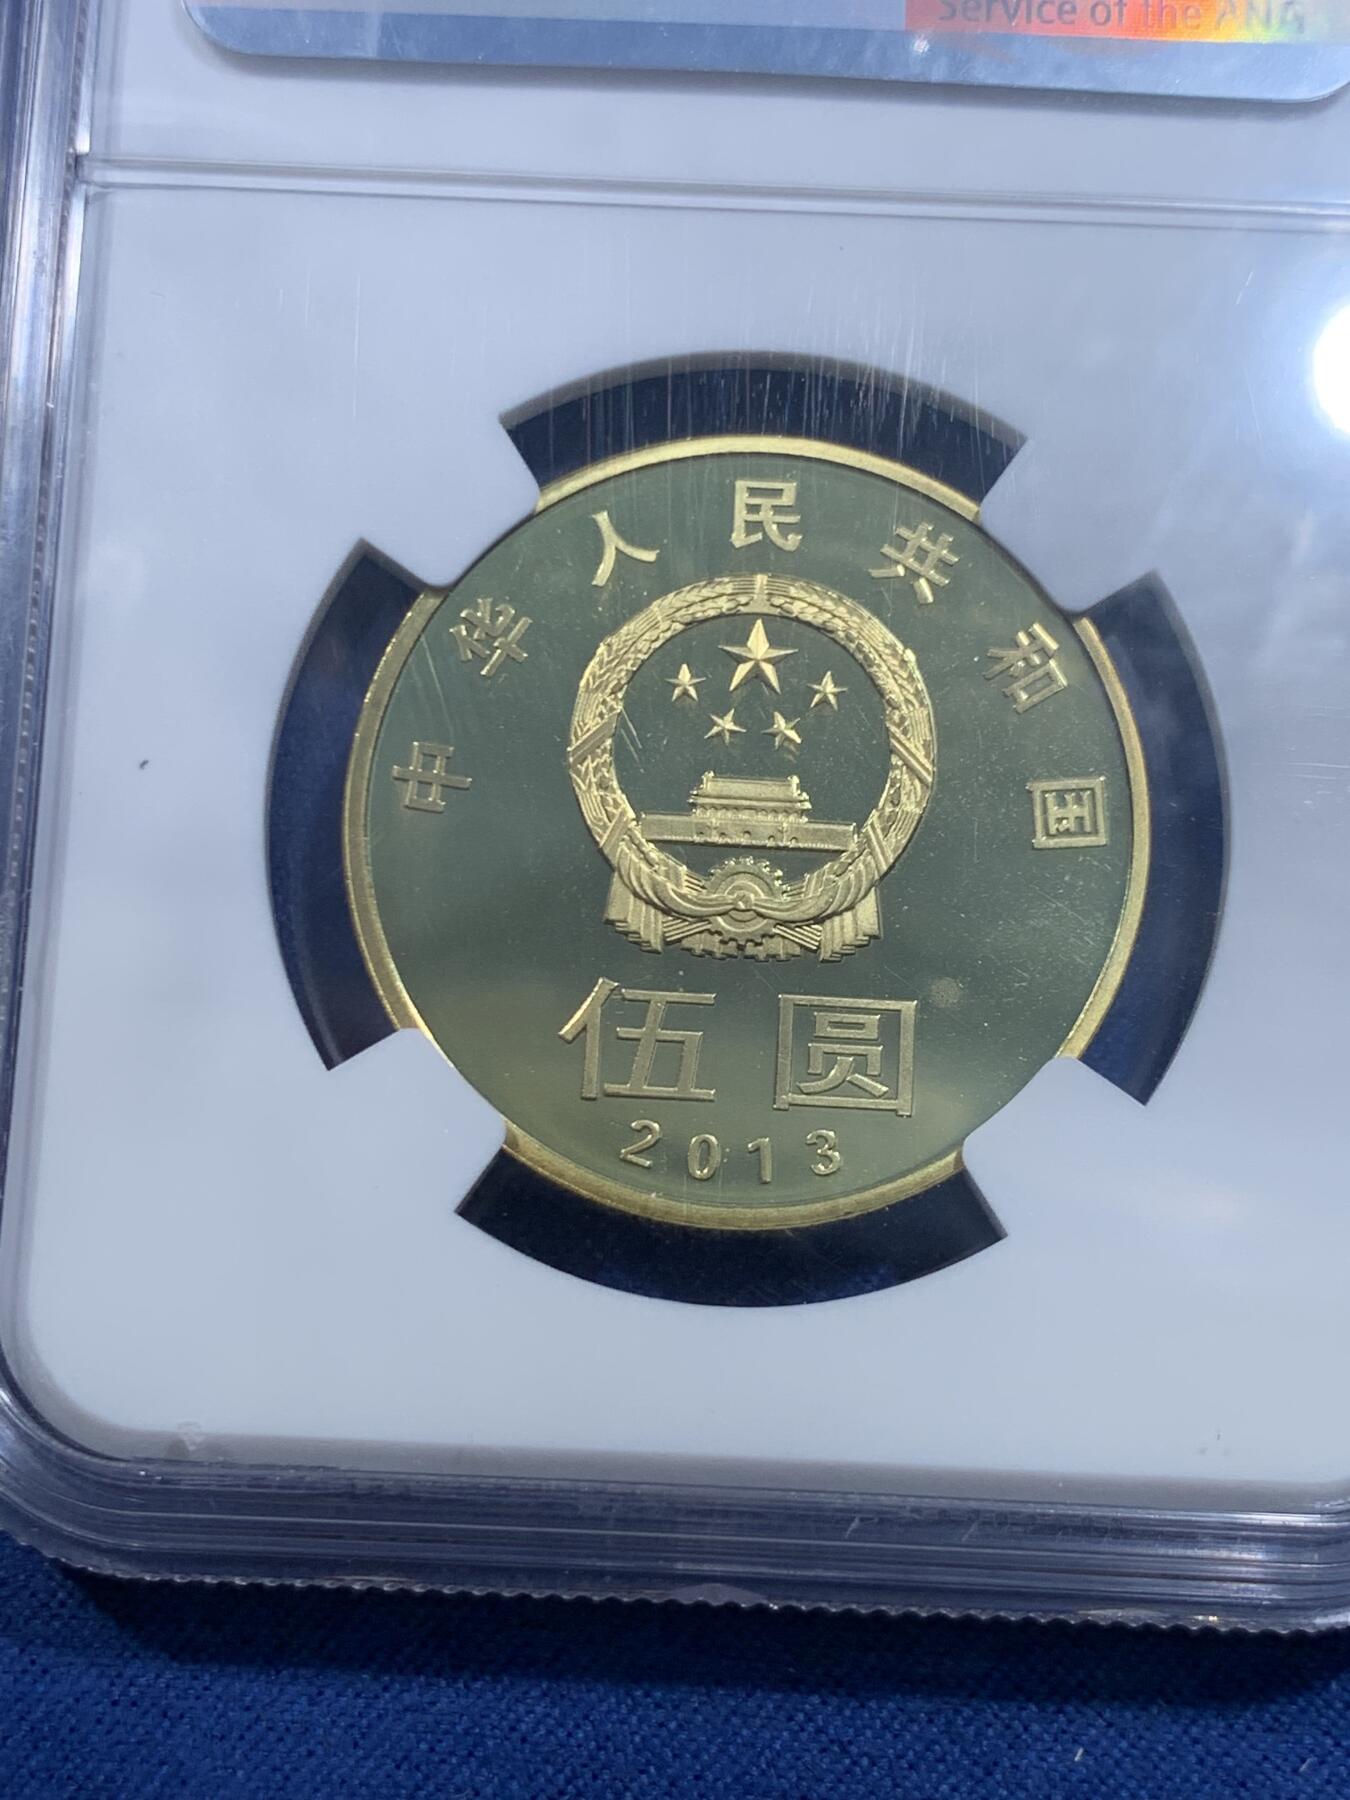 Service of the ANA
中华人民共和国
伍圆
2013